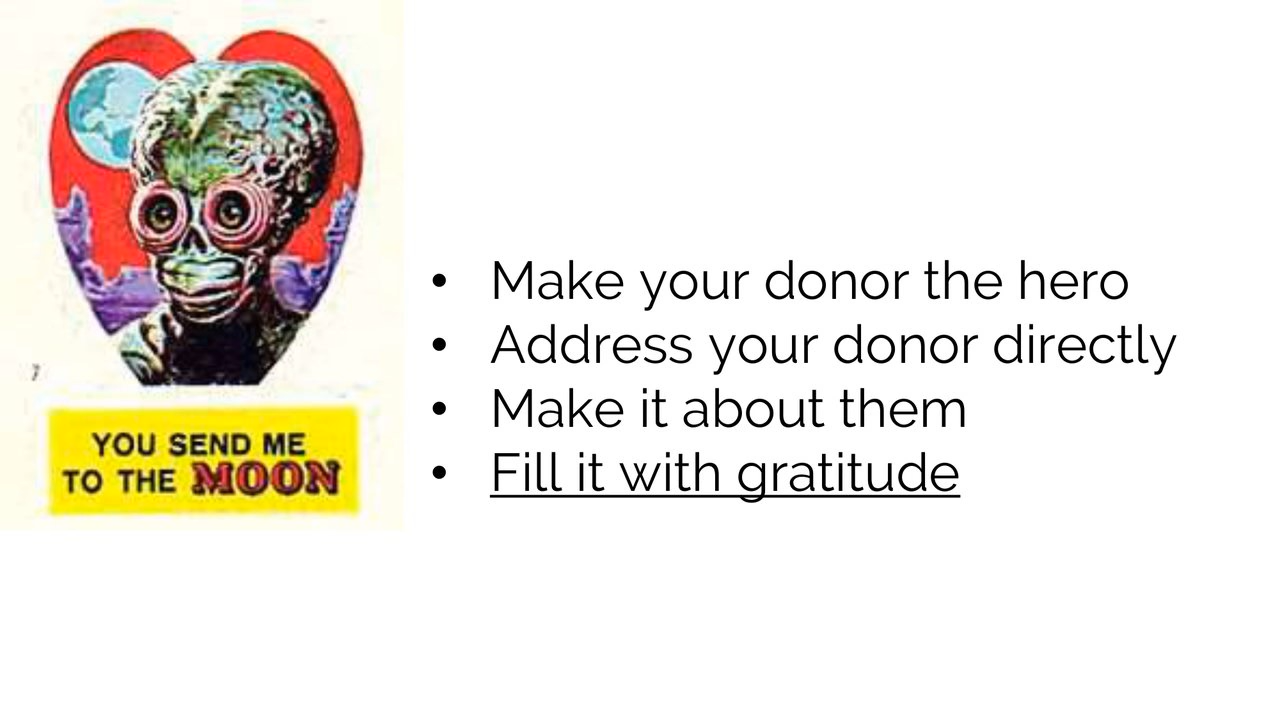 7
YOU SEND ME
TO THE MOON
• Make your donor the hero
• Address your donor directly
• Make it about them
• Fill it with gratitude